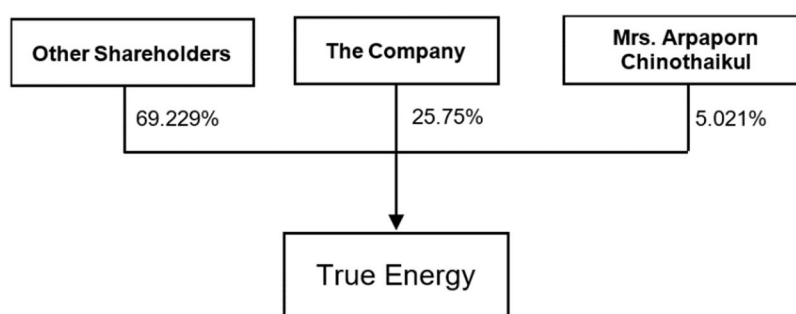 Other Shareholders
The Company
Mrs. Arpaporn
Chinothaikul
69.229%
25.75%
5.021%
True Energy